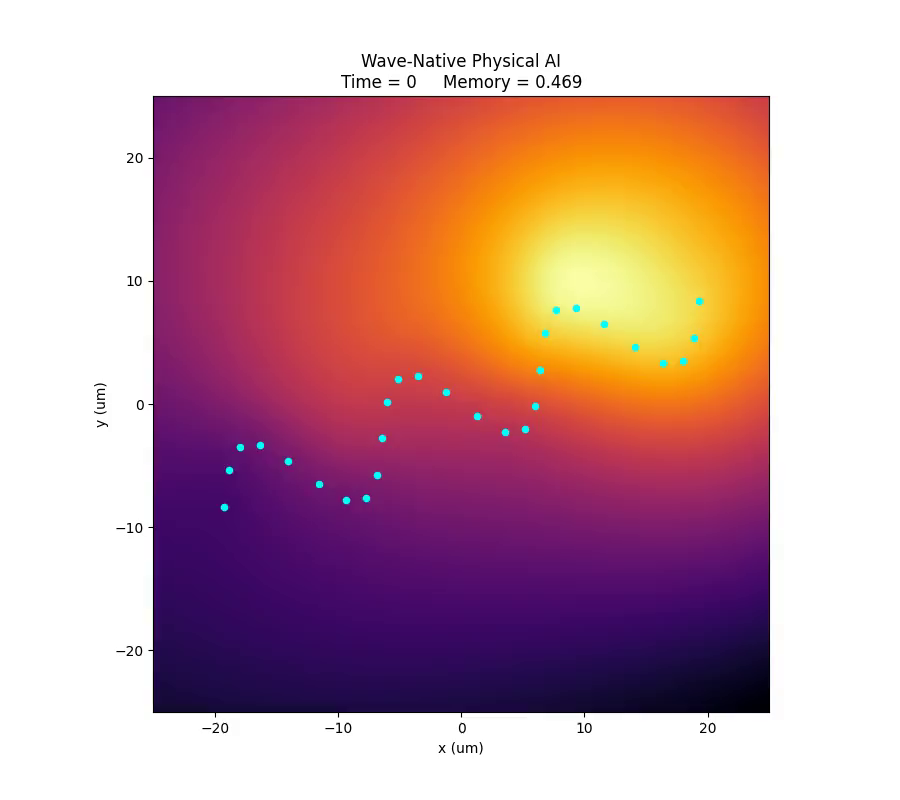 Wave-Native Physical AI
Time = 0     Memory = 0.469
20
10
0
−10
−20
y (um)
−20 −10 0 10 20
x (um)